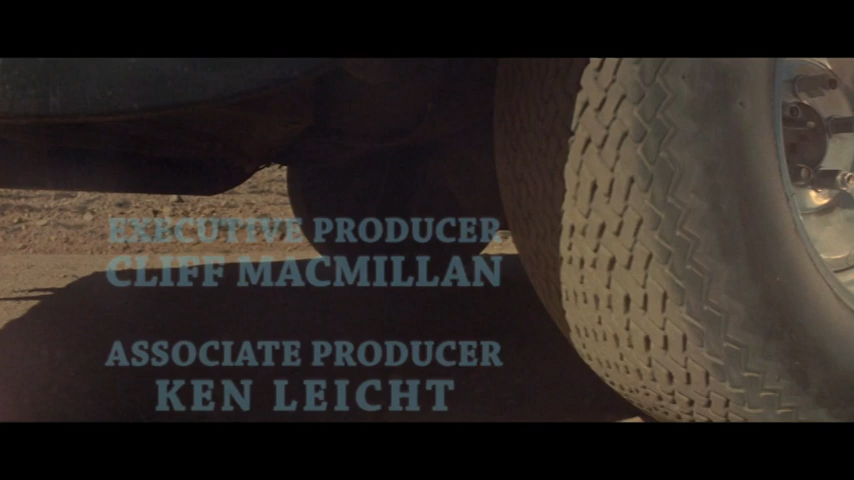 EXECUTIVE PRODUCER
CLIFF MACMILLAN
ASSOCIATE PRODUCER
KEN LEICHT